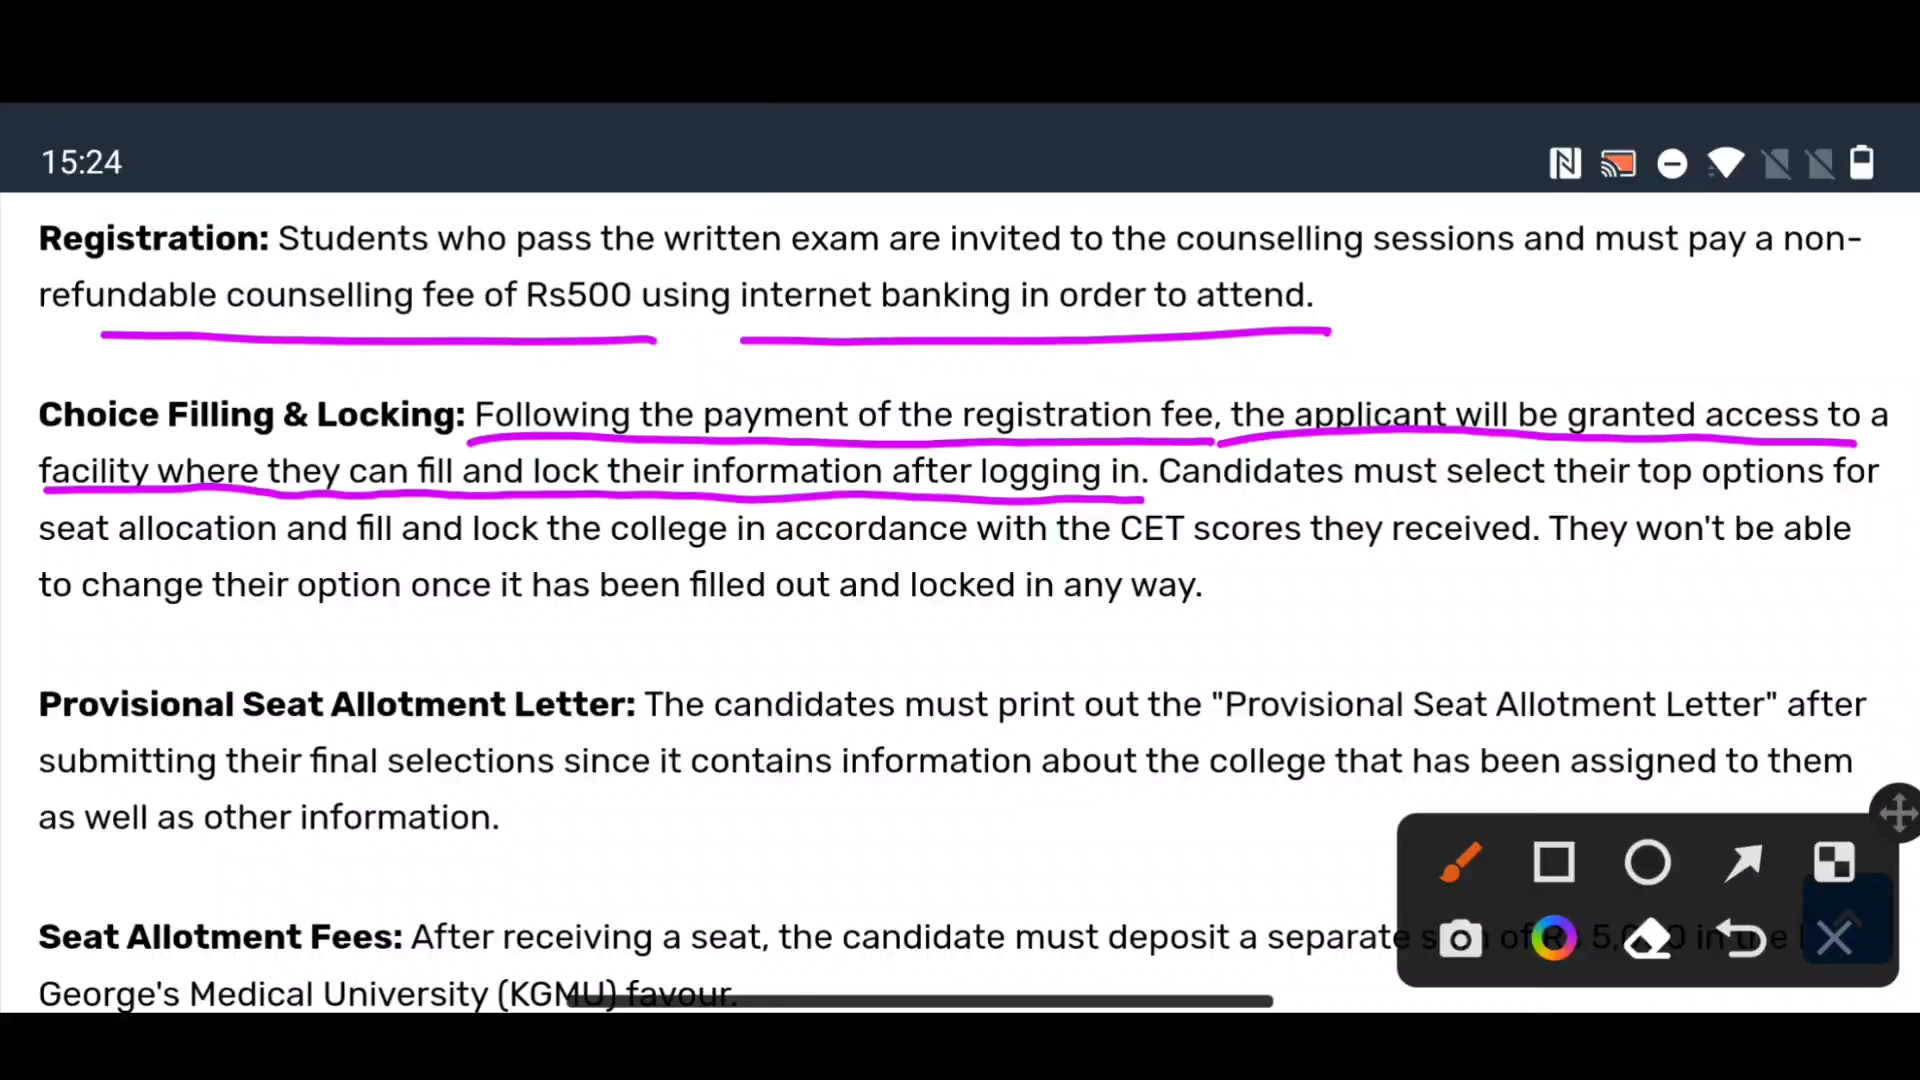 15:24
Registration: Students who pass the written exam are invited to the counselling sessions and must pay a non-
refundable counselling fee of Rs500 using internet banking in order to attend.
Choice Filling & Locking: Following the payment of the registration fee, the applicant will be granted access to a
facility where they can fill and lock their information after logging in. Candidates must select their top options for
seat allocation and fill and lock the college in accordance with the CET scores they received. They won't be able
to change their option once it has been filled out and locked in any way.
Provisional Seat Allotment Letter: The candidates must print out the "Provisional Seat Allotment Letter" after
submitting their final selections since it contains information about the college that has been assigned to them
as well as other information.
Seat Allotment Fees: After receiving a seat, the candidate must deposit a separate of in the
George's Medical University (KGMU) favour.